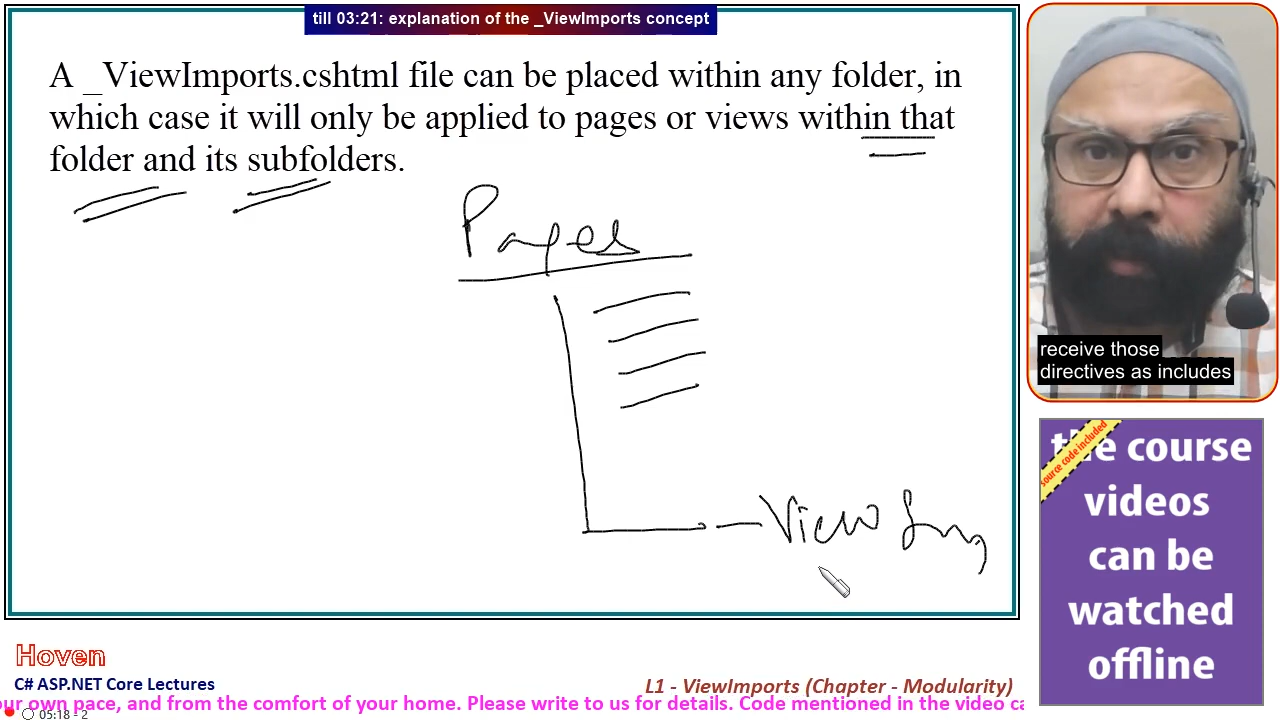 till 03:21: explanation of the _ViewImports concept
A _ViewImports.cshtml file can be placed within any folder, in
which case it will only be applied to pages or views within that
folder and its subfolders.
Pages
_View Imp
receive those
directives as includes
source code included
the course
videos
can be
watched
offline
Hoven
C# ASP.NET Core Lectures
L1 - ViewImports (Chapter - Modularity)
our own pace, and from the comfort of your home. Please write to us for details. Code mentioned in the video ca
05:18 - 2